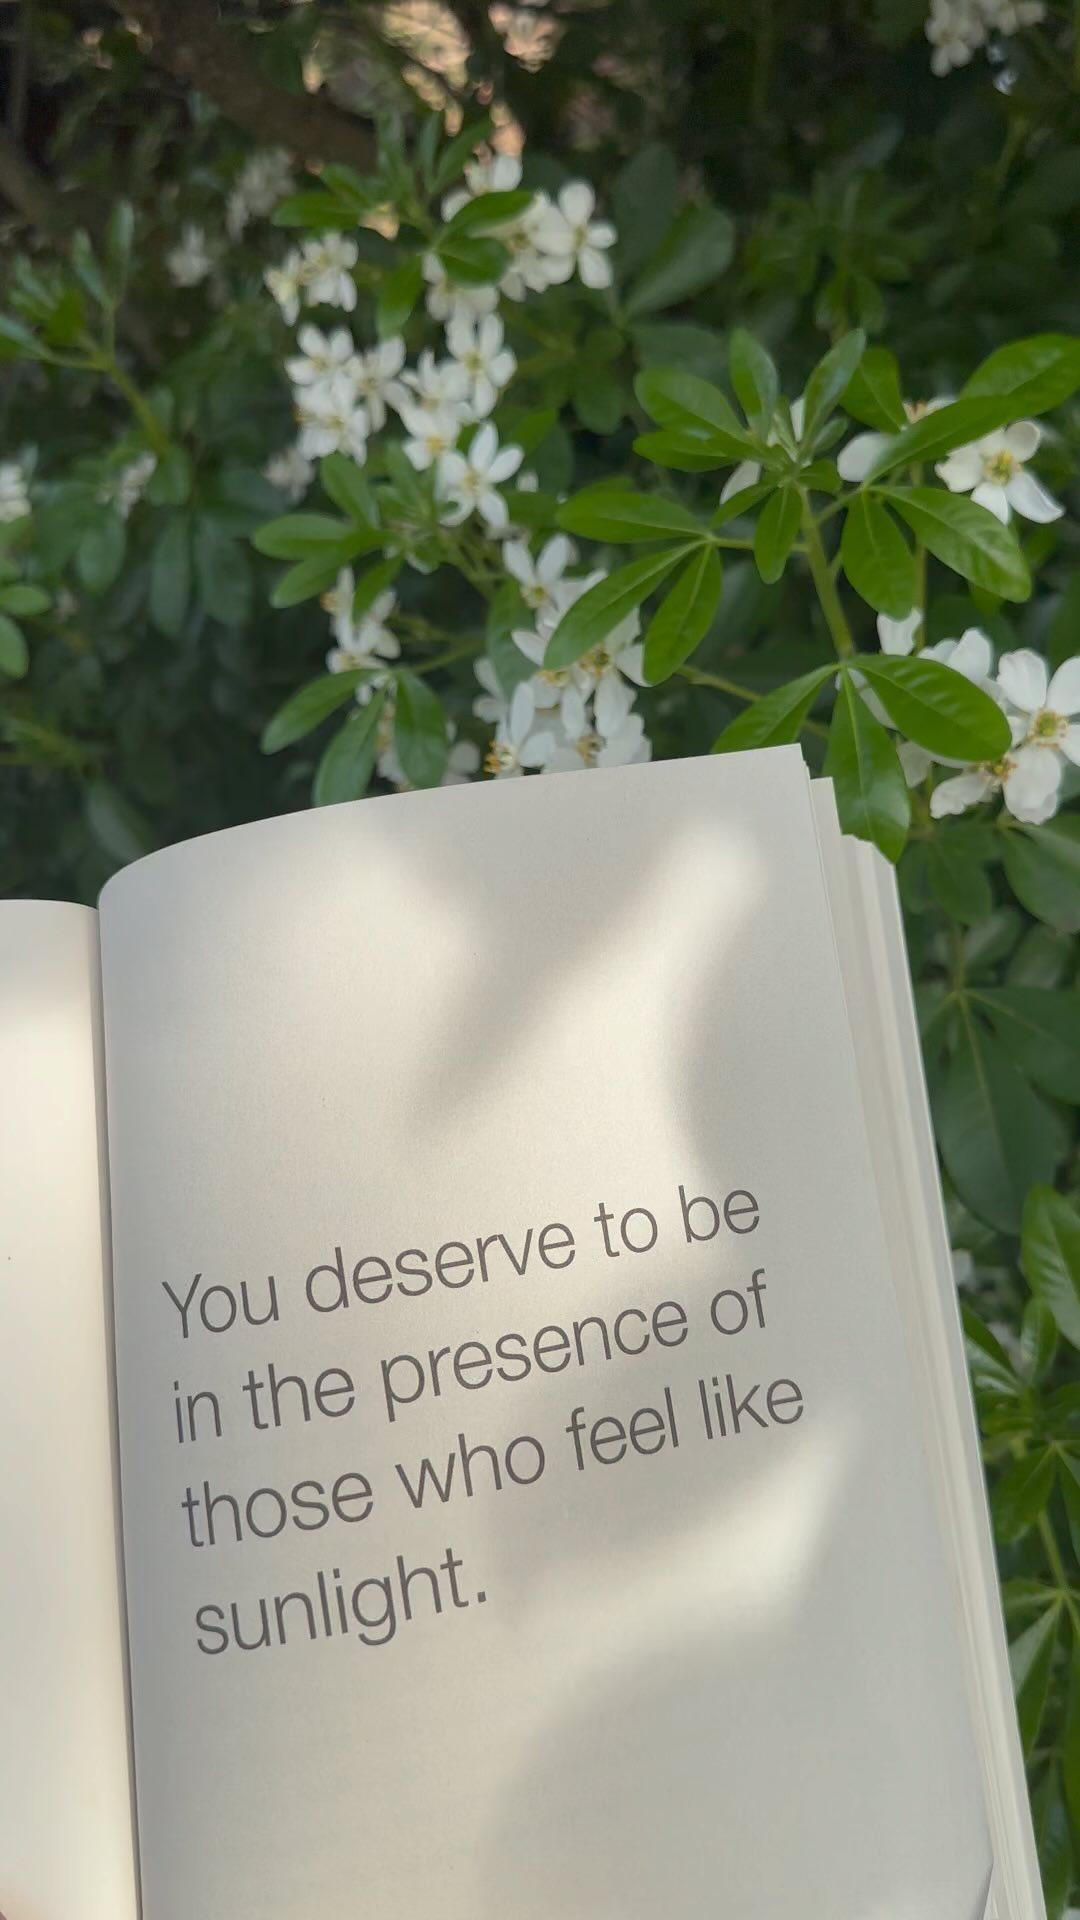 You deserve to be
in the presence of
those who feel like
sunlight.